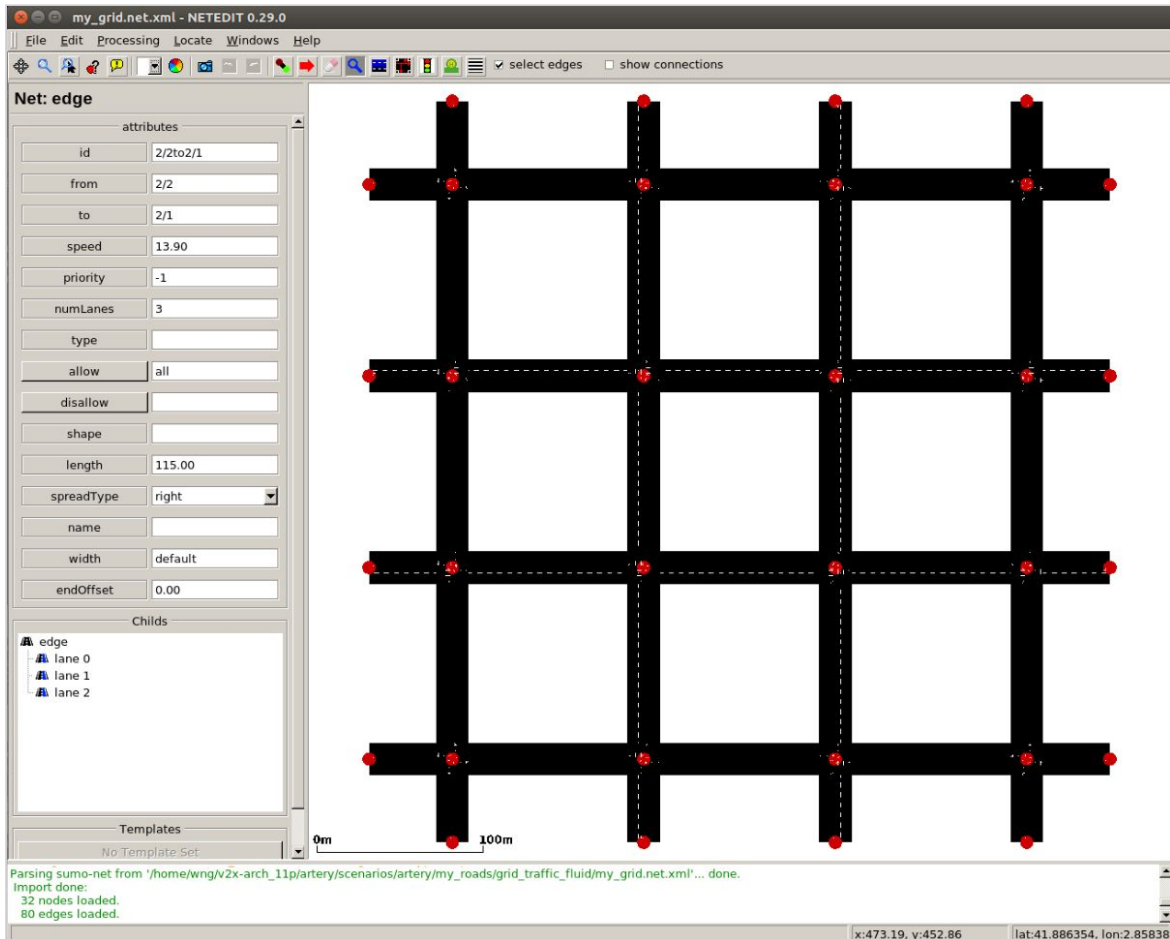 my_grid.net.xml - NETEDIT 0.29.0
File Edit Processing Locate Windows Help
select edges show connections
Net: edge
attributes
id 2/2to2/1
from 2/2
to 2/1
speed 13.90
priority -1
numLanes 3
type
allow all
disallow
shape
length 115.00
spreadType right
name
width default
endOffset 0.00
Childs
edge
lane 0
lane 1
lane 2
Templates
No Template Set
0m 100m
Parsing sumo-net from '/home/wng/v2x-arch_11p/artery/scenarios/artery/my_roads/grid_traffic_fluid/my_grid.net.xml'... done.
Import done:
32 nodes loaded.
80 edges loaded.
x:473.19, y:452.86 lat:41.886354, lon:2.85838